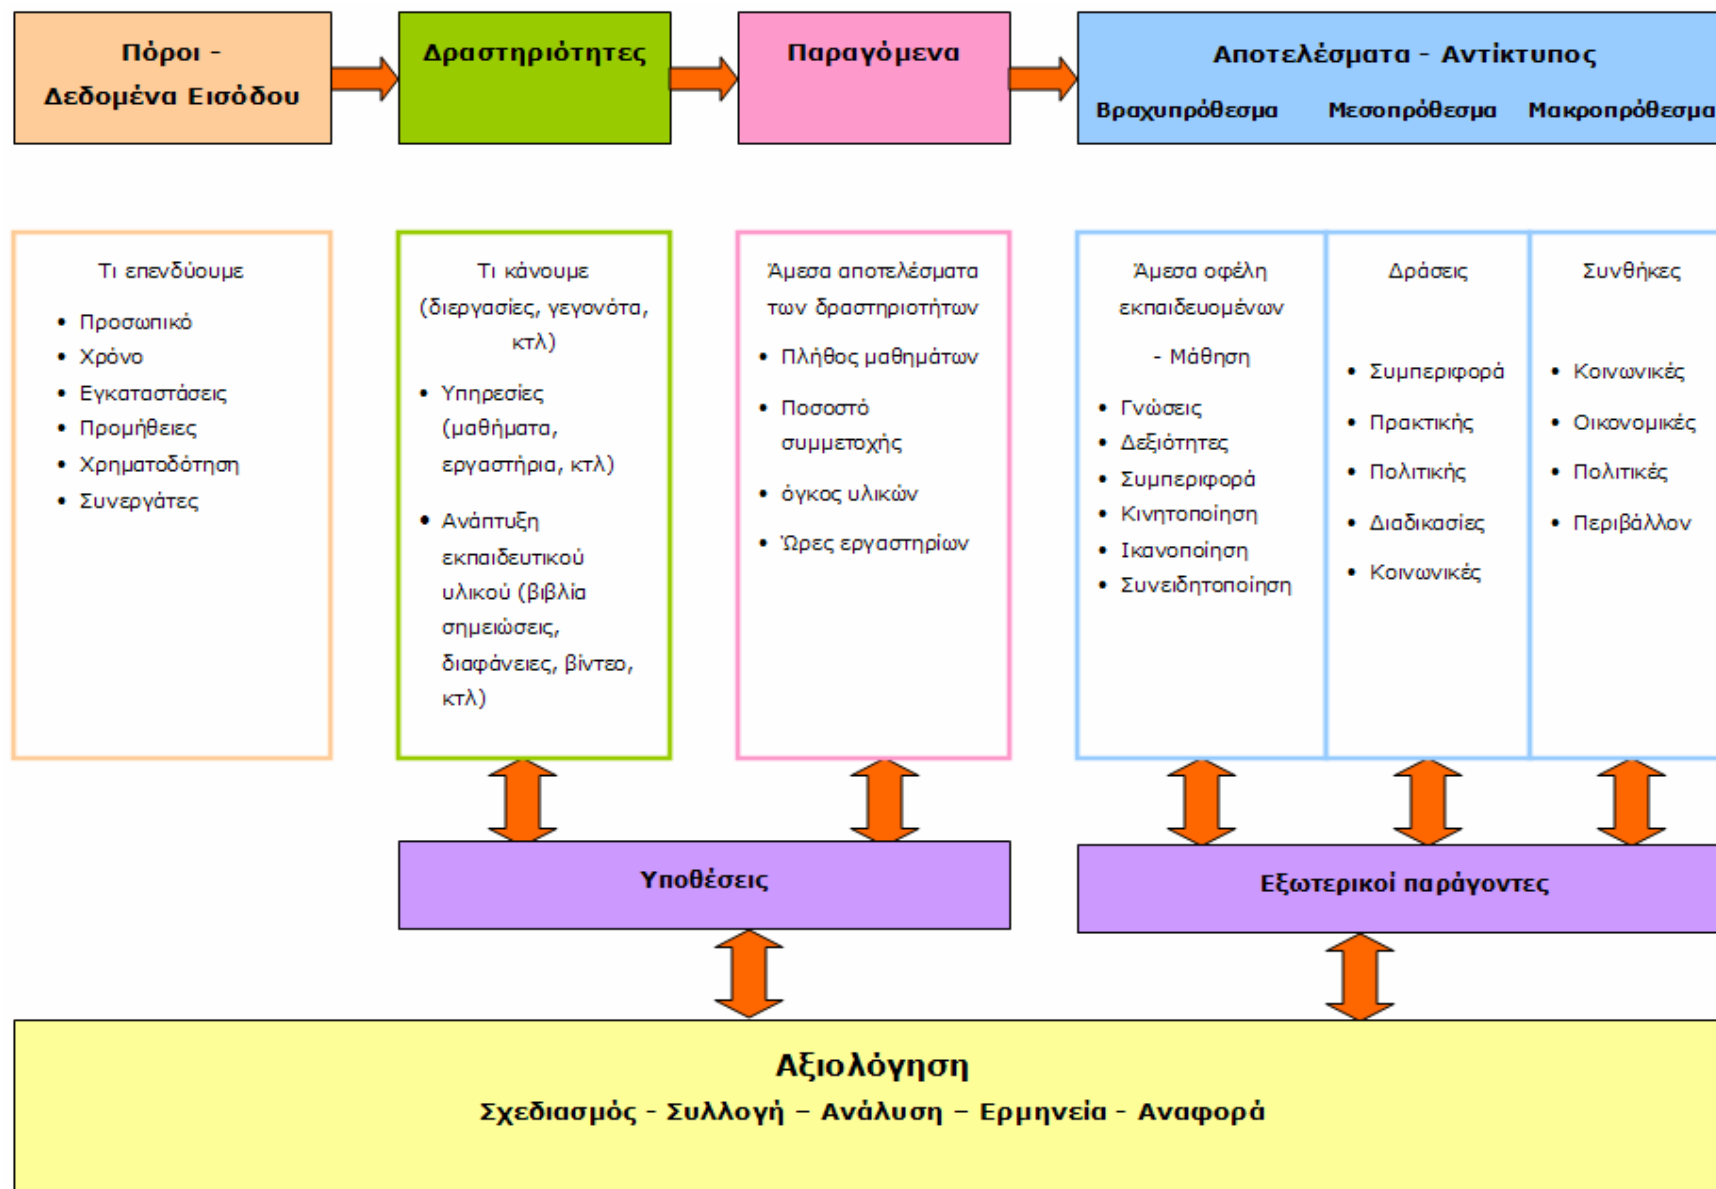 Πόροι -
Δεδομένα Εισόδου
Δραστηριότητες
Παραγόμενα
Αποτελέσματα - Αντίκτυπος
Βραχυπρόθεσμα Μεσοπρόθεσμα Μακροπρόθεσμα
Τι επενδύουμε
• Προσωπικό
• Χρόνο
• Εγκαταστάσεις
• Προμήθειες
• Χρηματοδότηση
• Συνεργάτες
Τι κάνουμε
(διεργασίες, γεγονότα,
κτλ)
• Υπηρεσίες
(μαθήματα,
εργαστήρια, κτλ)
• Ανάπτυξη
εκπαιδευτικού
υλικού (βιβλία
σημειώσεις,
διαφάνειες, βίντεο,
κτλ)
Άμεσα αποτελέσματα
των δραστηριοτήτων
• Πλήθος μαθημάτων
• Ποσοστό
συμμετοχής
• όγκος υλικών
• Ώρες εργαστηρίων
Άμεσα οφέλη
εκπαιδευομένων
- Μάθηση
• Γνώσεις
• Δεξιότητες
• Συμπεριφορά
• Κινητοποίηση
• Ικανοποίηση
• Συνειδητοποίηση
Δράσεις
• Συμπεριφορά
• Πρακτικής
• Πολιτικής
• Διαδικασίες
• Κοινωνικές
Συνθήκες
• Κοινωνικές
• Οικονομικές
• Πολιτικές
• Περιβάλλον
Υποθέσεις
Εξωτερικοί παράγοντες
Αξιολόγηση
Σχεδιασμός - Συλλογή – Ανάλυση – Ερμηνεία - Αναφορά